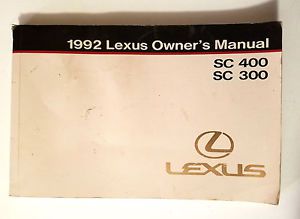 1992 Lexus Owner's Manual
SC 400
SC 300
LEXUS